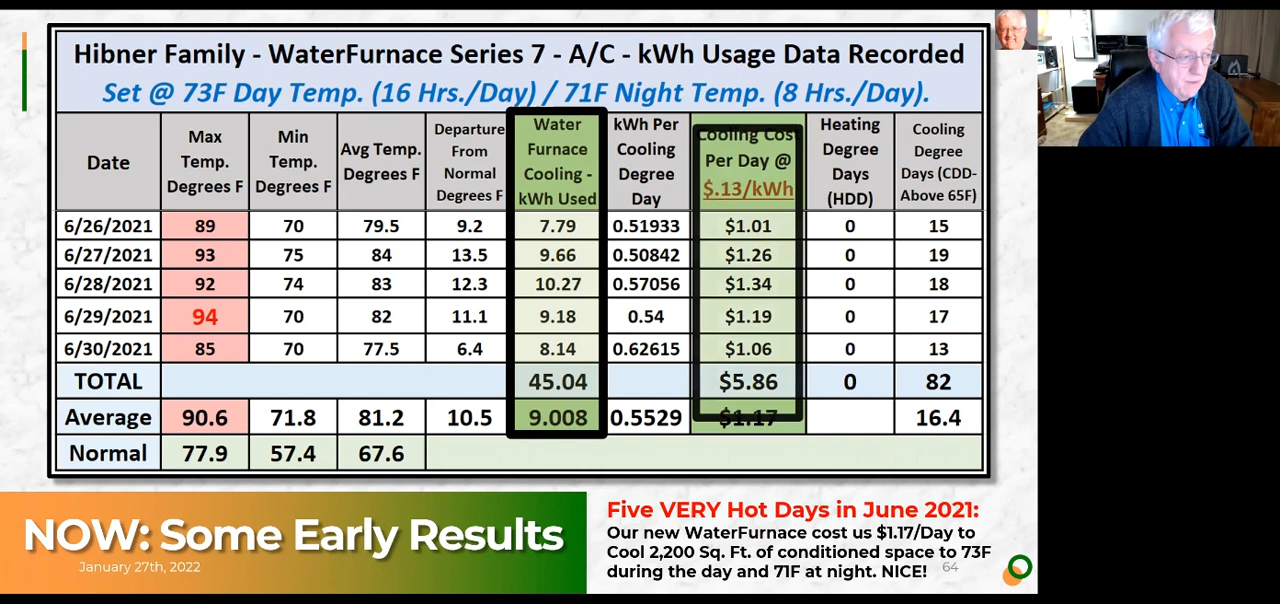 Hibner Family - WaterFurnace Series 7 - A/C - kWh Usage Data Recorded
Set @ 73F Day Temp. (16 Hrs./Day) / 71F Night Temp. (8 Hrs./Day).
Date Max Temp. Degrees F Min Temp. Degrees F Avg Temp. Degrees F Departure From Normal Degrees F Water Furnace Cooling - kWh Used kWh Per Cooling Degree Day Cooling Cost Per Day @ $.13/kWh Heating Degree Days (HDD) Cooling Degree Days (CDD- Above 65F)
6/26/2021 89 70 79.5 9.2 7.79 0.51933 $1.01 0 15
6/27/2021 93 75 84 13.5 9.66 0.50842 $1.26 0 19
6/28/2021 92 74 83 12.3 10.27 0.57056 $1.34 0 18
6/29/2021 94 70 82 11.1 9.18 0.54 $1.19 0 17
6/30/2021 85 70 77.5 6.4 8.14 0.62615 $1.06 0 13
TOTAL 45.04 $5.86 0 82
Average 90.6 71.8 81.2 10.5 9.008 0.5529 $1.17 16.4
Normal 77.9 57.4 67.6
NOW: Some Early Results
January 27th, 2022
Five VERY Hot Days in June 2021:
Our new WaterFurnace cost us $1.17/Day to
Cool 2,200 Sq. Ft. of conditioned space to 73F
during the day and 71F at night. NICE!
64